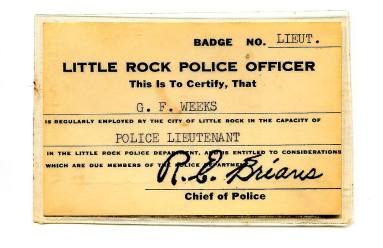 BADGE NO. LIEUT.
LITTLE ROCK POLICE OFFICER
This Is To Certify, That
G. F. WEEKS
IS REGULARLY EMPLOYED BY THE CITY OF LITTLE ROCK IN THE CAPACITY OF
POLICE LIEUTENANT
IN THE LITTLE ROCK POLICE DEPARTMENT, AND IS ENTITLED TO CONSIDERATIONS
WHICH ARE DUE MEMBERS OF THE POLICE DEPARTMENT.
R. E. Brians
Chief of Police